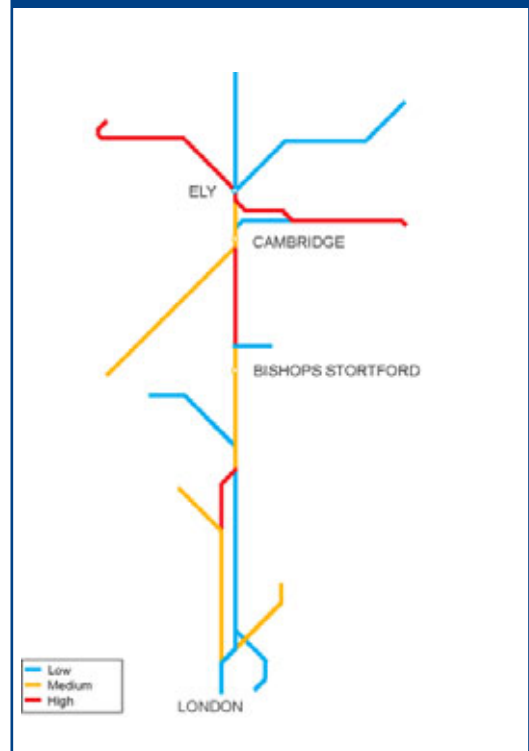 ELY
CAMBRIDGE
BISHOPS STORTFORD
Low
Medium
High
LONDON